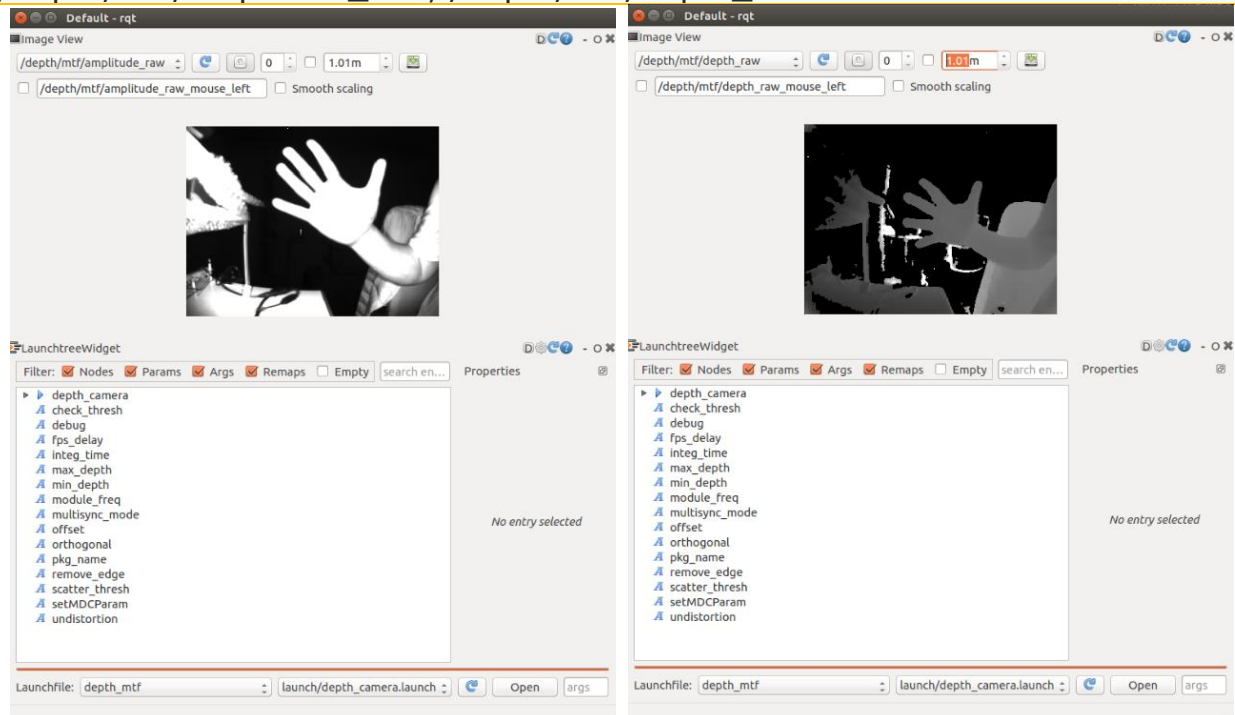 Default - rqt
Image View
D - O ✖
/depth/mtf/amplitude_raw 0 1.01m
/depth/mtf/amplitude_raw_mouse_left Smooth scaling
LaunchtreeWidget
D - O ✖
Filter: Nodes Params Args Remaps Empty search en... Properties
depth_camera
A check_thresh
A debug
A fps_delay
A integ_time
A max_depth
A min_depth
A module_freq
A multisync_mode
A offset
A orthogonal
A pkg_name
A remove_edge
A scatter_thresh
A setMDCParam
A undistortion
No entry selected
Launchfile: depth_mtf launch/depth_camera.launch Open args
Default - rqt
Image View
D - O ✖
/depth/mtf/depth_raw 0 1.01m
/depth/mtf/depth_raw_mouse_left Smooth scaling
LaunchtreeWidget
D - O ✖
Filter: Nodes Params Args Remaps Empty search en... Properties
depth_camera
A check_thresh
A debug
A fps_delay
A integ_time
A max_depth
A min_depth
A module_freq
A multisync_mode
A offset
A orthogonal
A pkg_name
A remove_edge
A scatter_thresh
A setMDCParam
A undistortion
No entry selected
Launchfile: depth_mtf launch/depth_camera.launch Open args